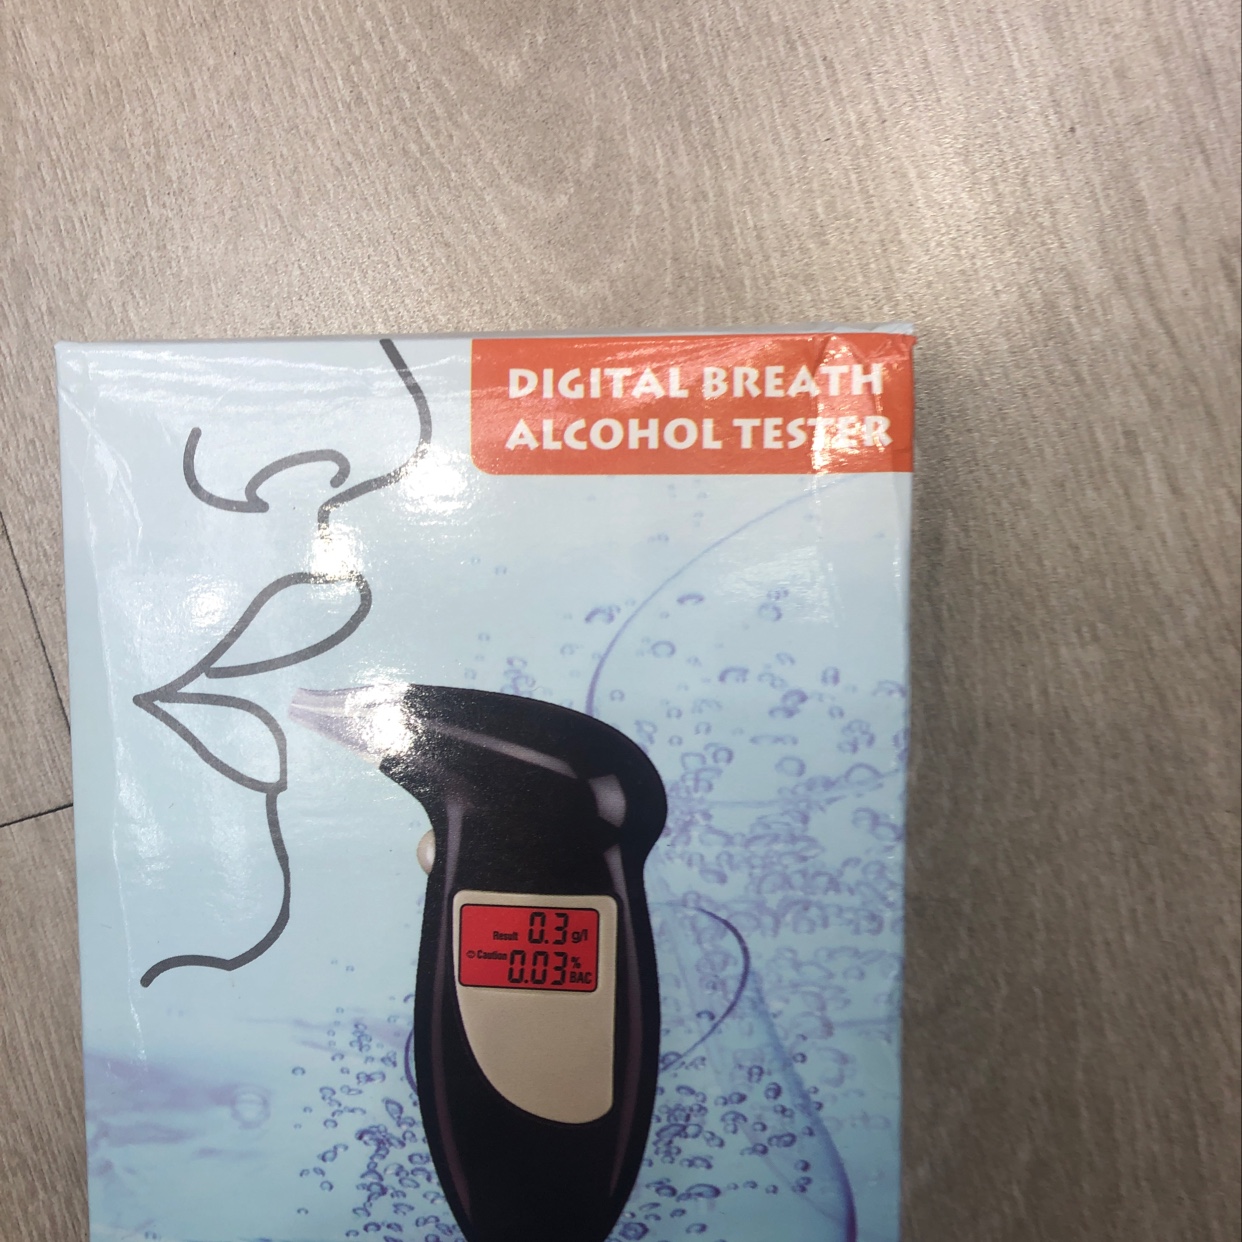 DIGITAL BREATH
ALCOHOL TESTER
Result 0.3 g/l
Caution 0.03 % BAC